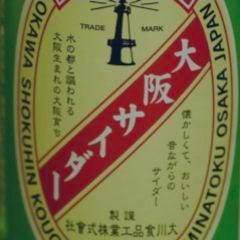 OKAWA SHOKUHIN KOUG
MINATOKU OSAKA JAPAN
TRADE MARK
大阪サイダー
水の都と謳われる
大阪生まれの大阪育ち
懐かしくて、おいしい
昔ながらの
サイダー
謹製
大川食品工業株式會社